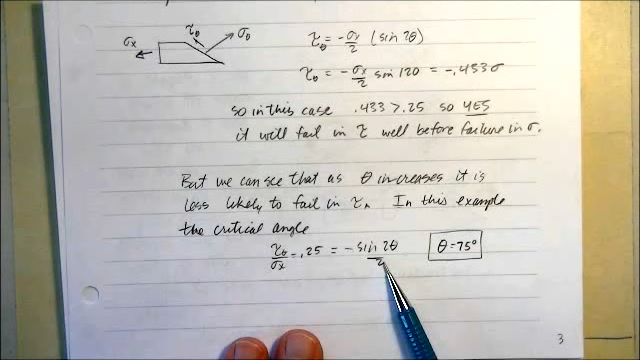 τθ σθ
σx
τθ = -σx/2 (sin 2θ)
τθ = -σx/2 sin 120 = -.433σ
so in this case .433 > .25 so YES
it will fail in τ well before failure in σ.
But we can see that as θ increases it is
less likely to fail in τ. In this example
the critical angle
τθ/σx = .25 = -sin 2θ/2 θ = 75°
3